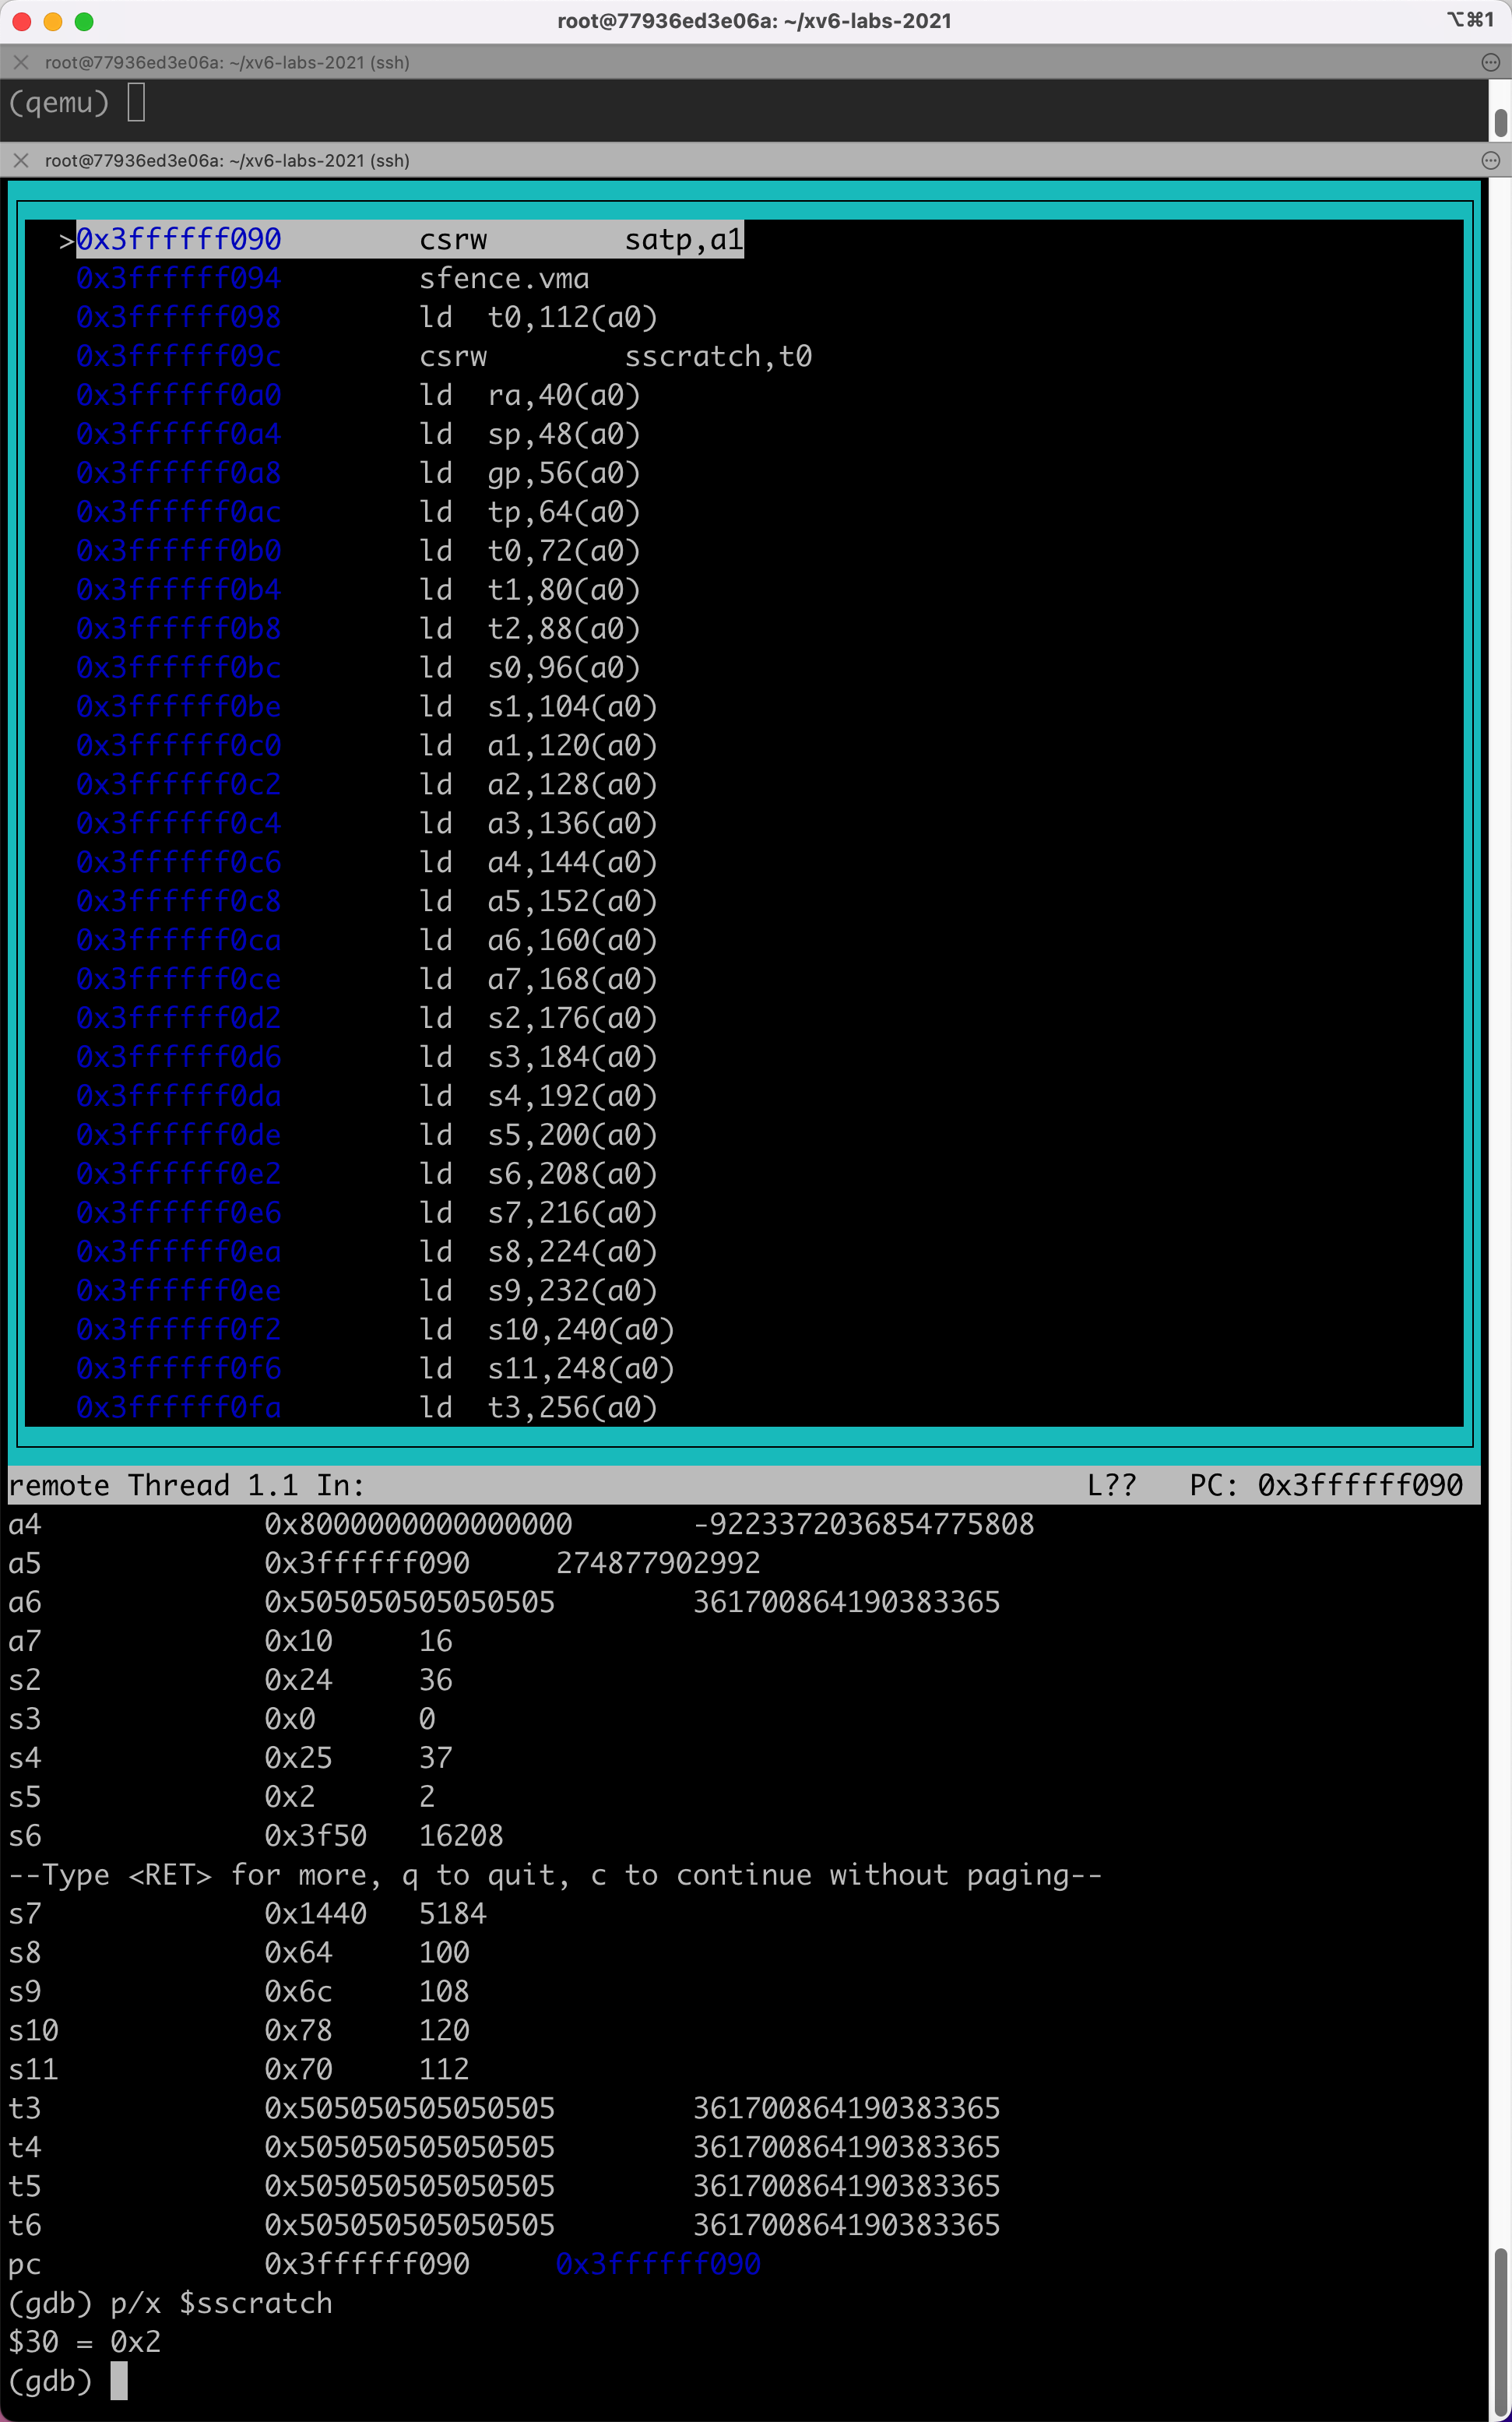 root@77936ed3e06a: ~/xv6-labs-2021 ⌥⌘1
root@77936ed3e06a: ~/xv6-labs-2021 (ssh)
(qemu)
root@77936ed3e06a: ~/xv6-labs-2021 (ssh)
>0x3ffffff090 csrw satp,a1
0x3ffffff094 sfence.vma
0x3ffffff098 ld t0,112(a0)
0x3ffffff09c csrw sscratch,t0
0x3ffffff0a0 ld ra,40(a0)
0x3ffffff0a4 ld sp,48(a0)
0x3ffffff0a8 ld gp,56(a0)
0x3ffffff0ac ld tp,64(a0)
0x3ffffff0b0 ld t0,72(a0)
0x3ffffff0b4 ld t1,80(a0)
0x3ffffff0b8 ld t2,88(a0)
0x3ffffff0bc ld s0,96(a0)
0x3ffffff0be ld s1,104(a0)
0x3ffffff0c0 ld a1,120(a0)
0x3ffffff0c2 ld a2,128(a0)
0x3ffffff0c4 ld a3,136(a0)
0x3ffffff0c6 ld a4,144(a0)
0x3ffffff0c8 ld a5,152(a0)
0x3ffffff0ca ld a6,160(a0)
0x3ffffff0ce ld a7,168(a0)
0x3ffffff0d2 ld s2,176(a0)
0x3ffffff0d6 ld s3,184(a0)
0x3ffffff0da ld s4,192(a0)
0x3ffffff0de ld s5,200(a0)
0x3ffffff0e2 ld s6,208(a0)
0x3ffffff0e6 ld s7,216(a0)
0x3ffffff0ea ld s8,224(a0)
0x3ffffff0ee ld s9,232(a0)
0x3ffffff0f2 ld s10,240(a0)
0x3ffffff0f6 ld s11,248(a0)
0x3ffffff0fa ld t3,256(a0)
remote Thread 1.1 In: L?? PC: 0x3ffffff090
a4 0x8000000000000000 -9223372036854775808
a5 0x3ffffff090 274877902992
a6 0x505050505050505 361700864190383365
a7 0x10 16
s2 0x24 36
s3 0x0 0
s4 0x25 37
s5 0x2 2
s6 0x3f50 16208
--Type <RET> for more, q to quit, c to continue without paging--
s7 0x1440 5184
s8 0x64 100
s9 0x6c 108
s10 0x78 120
s11 0x70 112
t3 0x505050505050505 361700864190383365
t4 0x505050505050505 361700864190383365
t5 0x505050505050505 361700864190383365
t6 0x505050505050505 361700864190383365
pc 0x3ffffff090 0x3ffffff090
(gdb) p/x $sscratch
$30 = 0x2
(gdb)